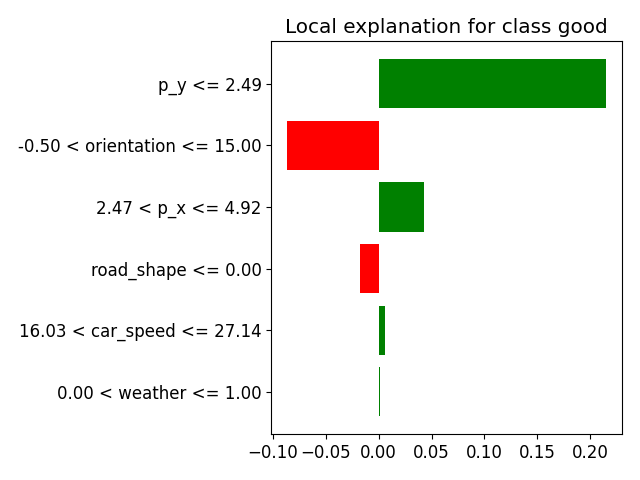 Local explanation for class good
p_y <= 2.49
-0.50 < orientation <= 15.00
2.47 < p_x <= 4.92
road_shape <= 0.00
16.03 < car_speed <= 27.14
0.00 < weather <= 1.00
−0.10 −0.05 0.00 0.05 0.10 0.15 0.20